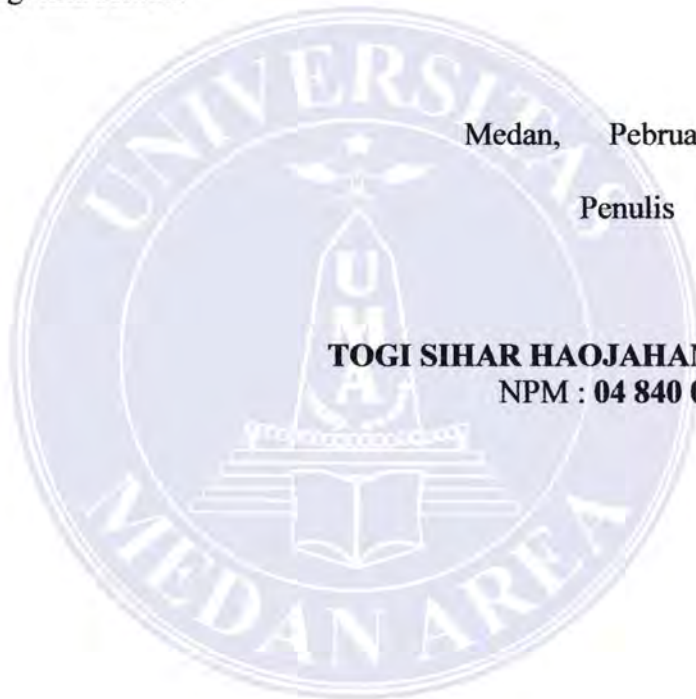 UNIVERSITAS
Medan, Pebrua
Penulis
U
M
A
TOGI SIHAR HAOJAHAN
NPM : 04 840 0
MEDAN AREA